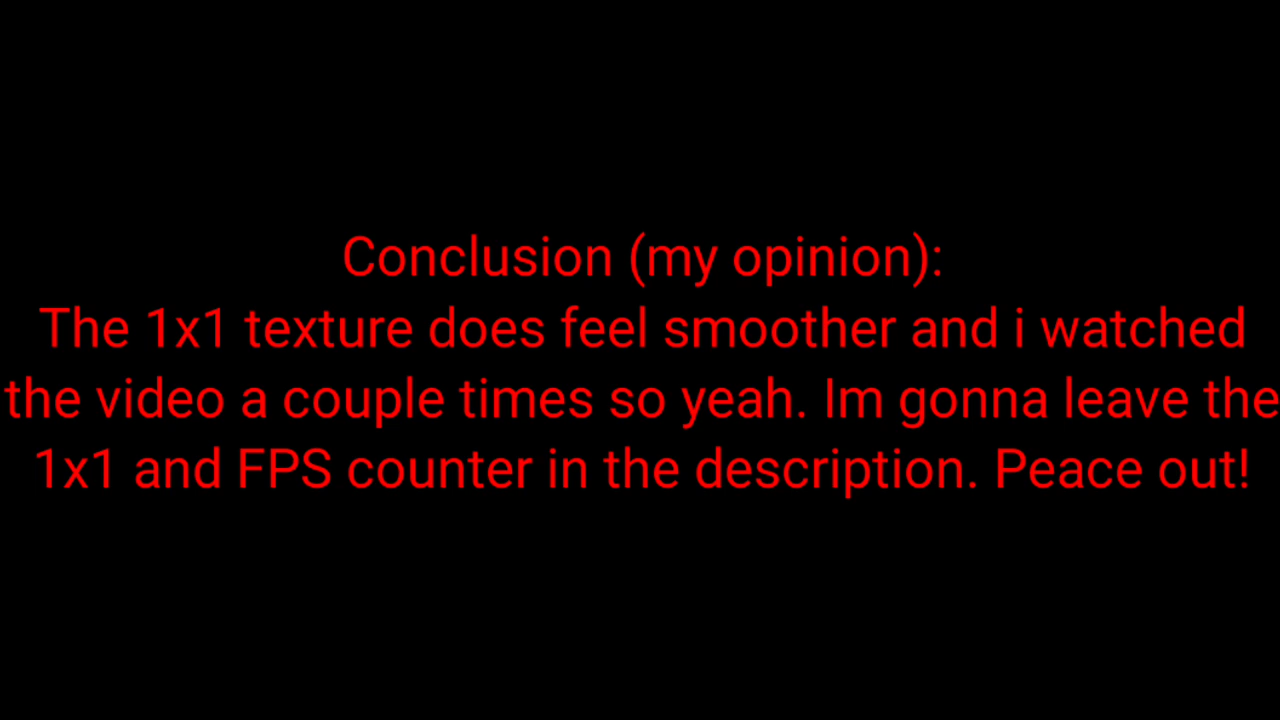 Conclusion (my opinion):
The 1x1 texture does feel smoother and i watched
the video a couple times so yeah. Im gonna leave the
1x1 and FPS counter in the description. Peace out!